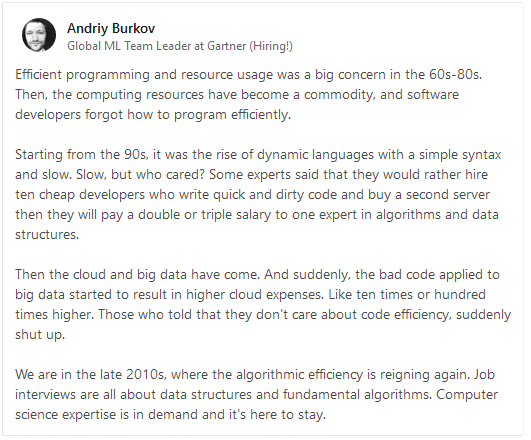 Andriy Burkov
Global ML Team Leader at Gartner (Hiring!)
Efficient programming and resource usage was a big concern in the 60s-80s.
Then, the computing resources have become a commodity, and software
developers forgot how to program efficiently.
Starting from the 90s, it was the rise of dynamic languages with a simple syntax
and slow. Slow, but who cared? Some experts said that they would rather hire
ten cheap developers who write quick and dirty code and buy a second server
then they will pay a double or triple salary to one expert in algorithms and data
structures.
Then the cloud and big data have come. And suddenly, the bad code applied to
big data started to result in higher cloud expenses. Like ten times or hundred
times higher. Those who told that they don't care about code efficiency, suddenly
shut up.
We are in the late 2010s, where the algorithmic efficiency is reigning again. Job
interviews are all about data structures and fundamental algorithms. Computer
science expertise is in demand and it's here to stay.